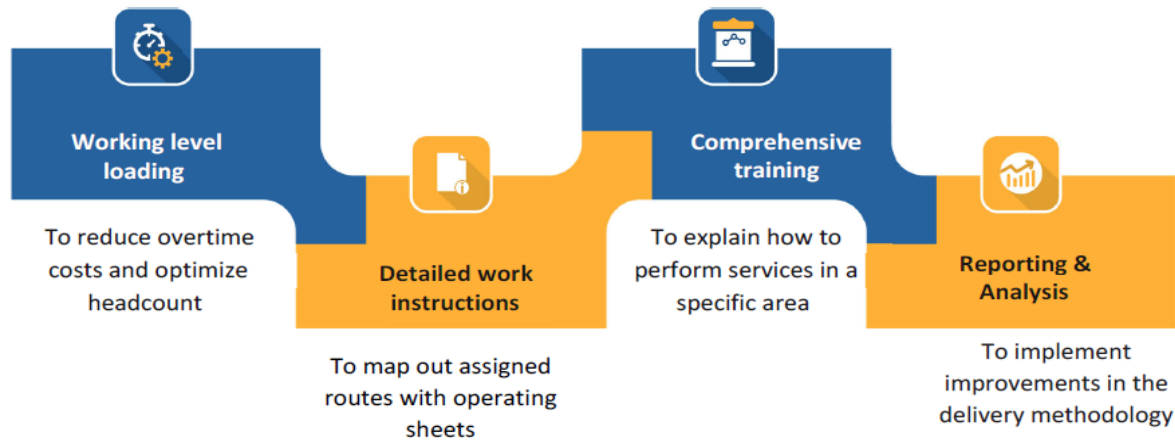 Working level
loading
To reduce overtime
costs and optimize
headcount
Detailed work
instructions
To map out assigned
routes with operating
sheets
Comprehensive
training
To explain how to
perform services in a
specific area
Reporting &
Analysis
To implement
improvements in the
delivery methodology